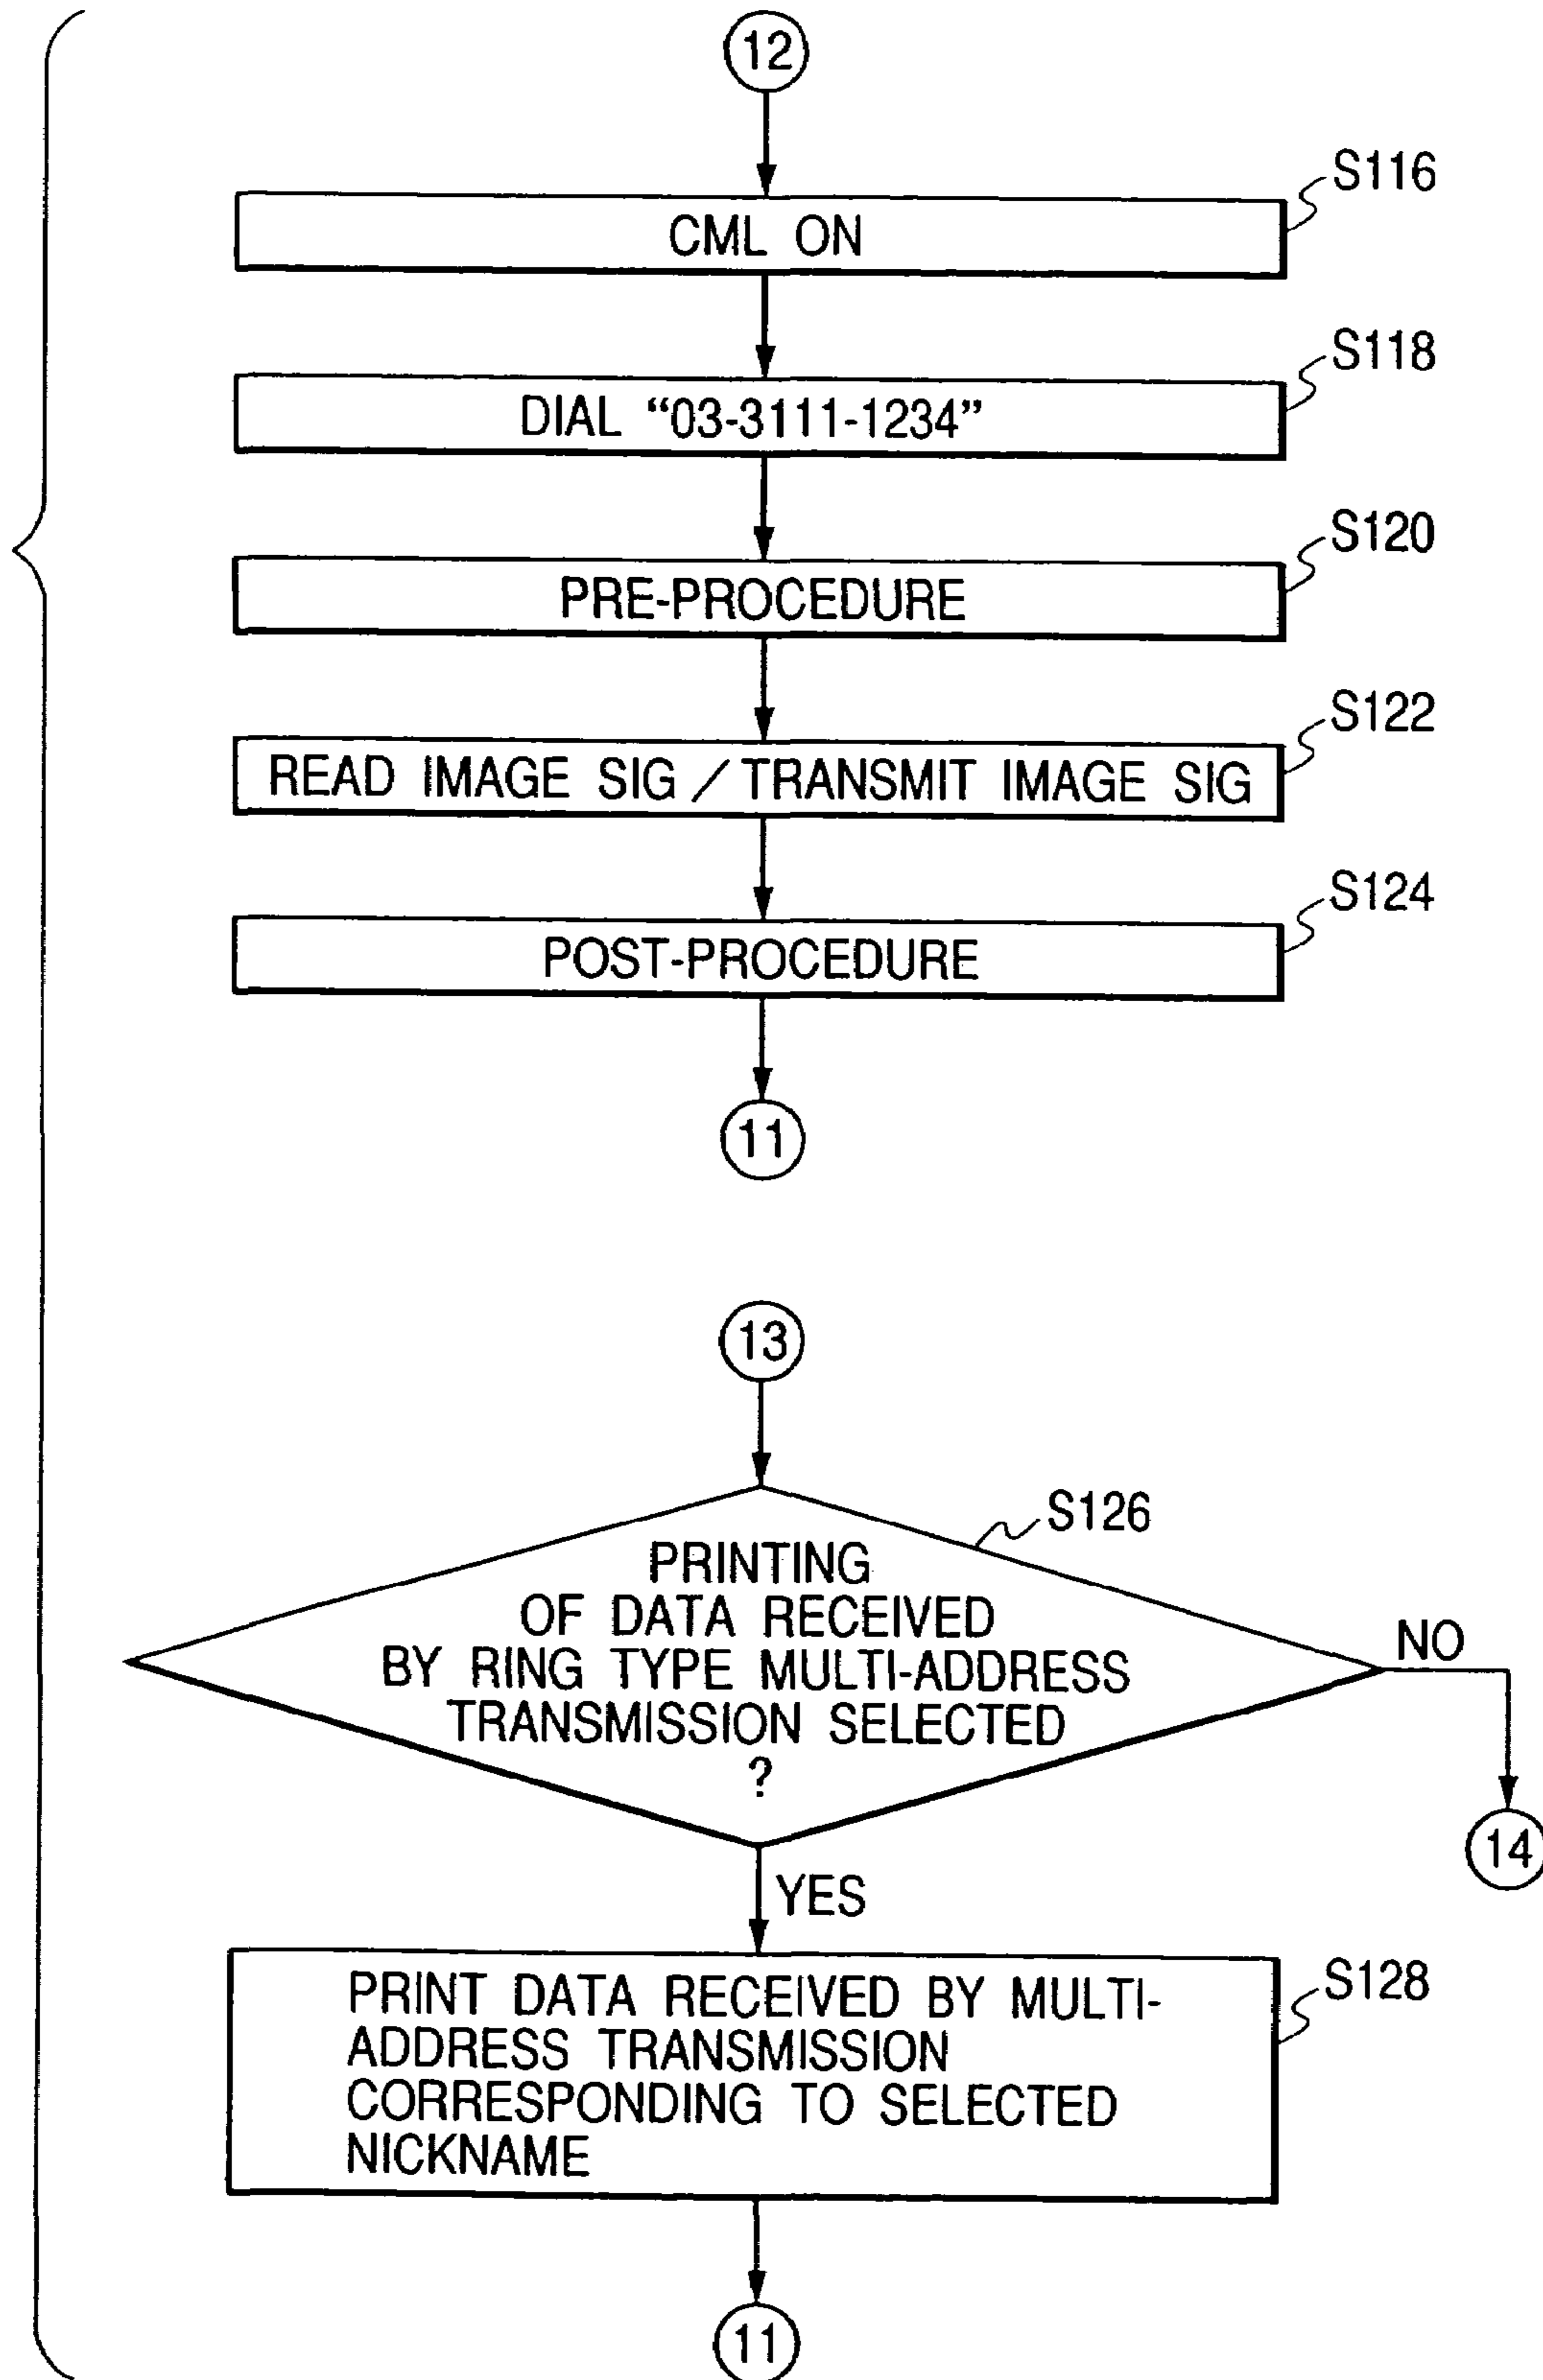 12
S116
CML ON
S118
DIAL “03-3111-1234”
S120
PRE-PROCEDURE
S122
READ IMAGE SIG / TRANSMIT IMAGE SIG
S124
POST-PROCEDURE
11
13
S126
PRINTING
OF DATA RECEIVED
BY RING TYPE MULTI-ADDRESS
TRANSMISSION SELECTED
?
NO
14
YES
S128
PRINT DATA RECEIVED BY MULTI-
ADDRESS TRANSMISSION
CORRESPONDING TO SELECTED
NICKNAME
11